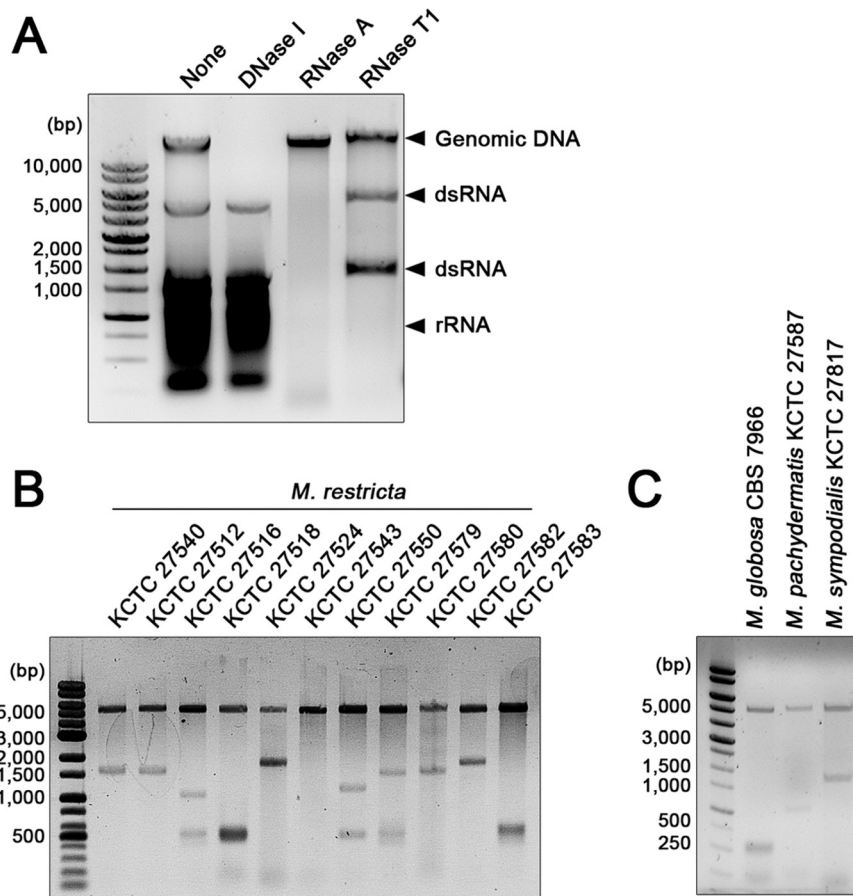 A
None
DNase I
RNase A
RNase T1
(bp)
10,000
5,000
2,000
1,500
1,000
Genomic DNA
dsRNA
dsRNA
rRNA
B
M. restricta
KCTC 27540
KCTC 27512
KCTC 27516
KCTC 27518
KCTC 27524
KCTC 27543
KCTC 27550
KCTC 27579
KCTC 27580
KCTC 27582
KCTC 27583
(bp)
5,000
3,000
2,000
1,500
1,000
500
C
M. globosa CBS 7966
M. pachydermatis KCTC 27587
M. sympodialis KCTC 27817
(bp)
5,000
3,000
1,500
1,000
500
250